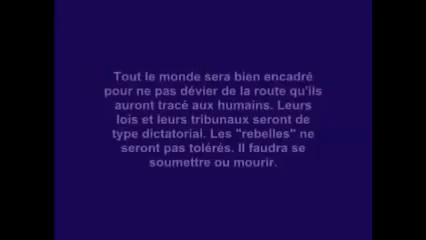 Tout le monde sera bien encadré
pour ne pas dévier de la route qu'ils
auront tracé aux humains. Leurs
lois et leurs tribunaux seront de
type dictatorial. Les "rebelles" ne
seront pas tolérés. Il faudra se
soumettre ou mourir.